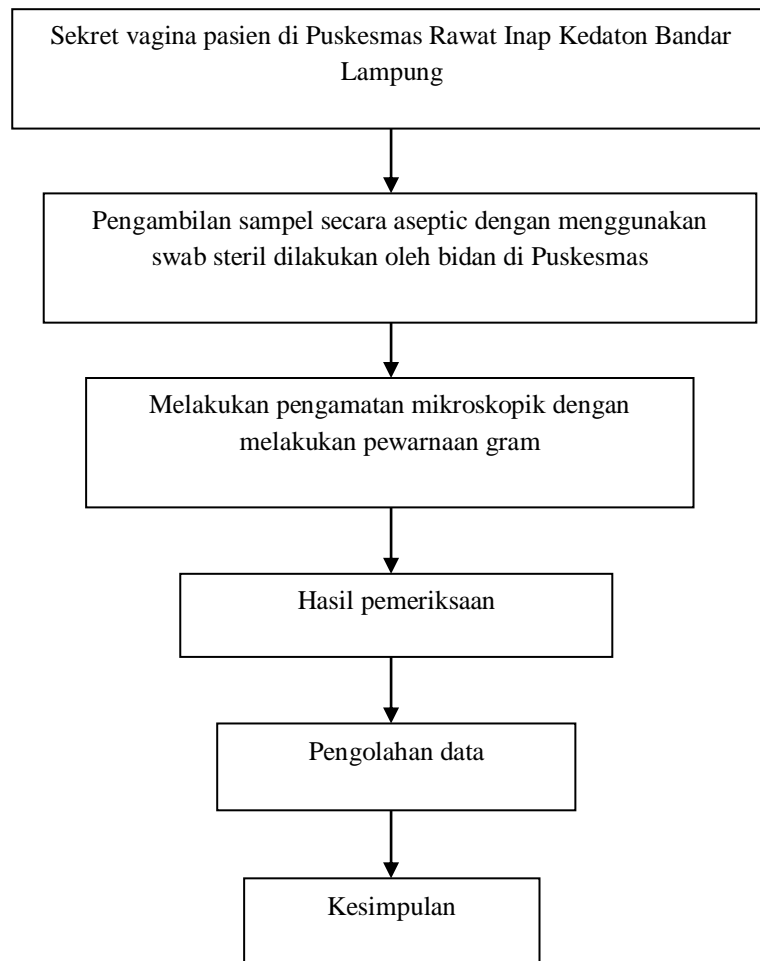 Sekret vagina pasien di Puskesmas Rawat Inap Kedaton Bandar
Lampung
Pengambilan sampel secara aseptic dengan menggunakan
swab steril dilakukan oleh bidan di Puskesmas
Melakukan pengamatan mikroskopik dengan
melakukan pewarnaan gram
Hasil pemeriksaan
Pengolahan data
Kesimpulan